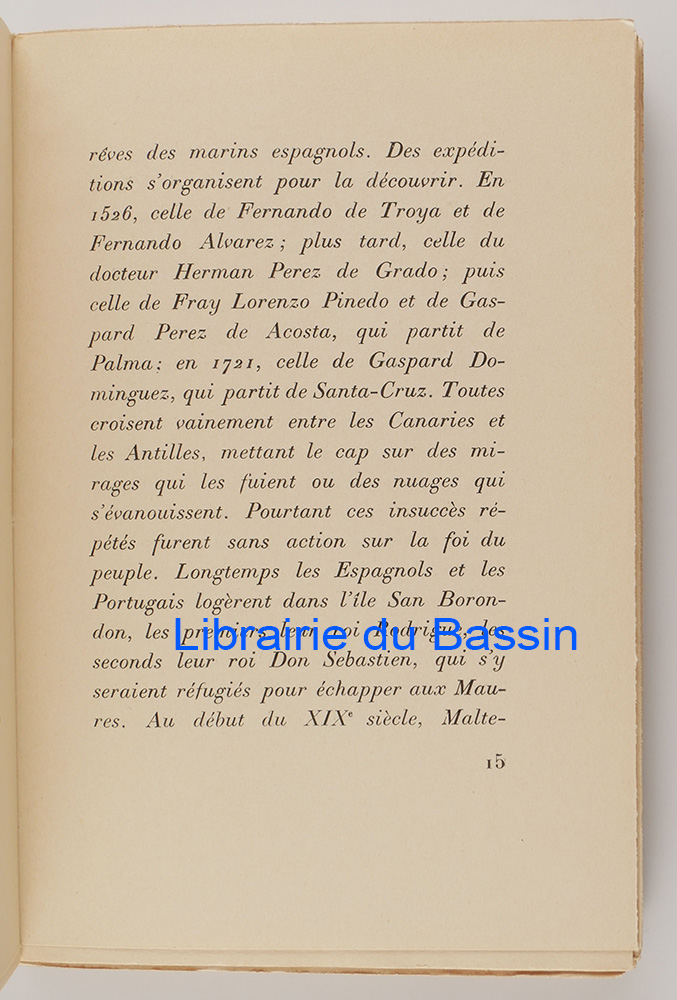 rêves des marins espagnols. Des expédi-
tions s'organisent pour la découvrir. En
1526, celle de Fernando de Troya et de
Fernando Alvarez ; plus tard, celle du
docteur Herman Perez de Grado ; puis
celle de Fray Lorenzo Pinedo et de Gas-
pard Perez de Acosta, qui partit de
Palma ; en 1721, celle de Gaspard Do-
minguez, qui partit de Santa-Cruz. Toutes
croisent vainement entre les Canaries et
les Antilles, mettant le cap sur des mi-
rages qui les fuient ou des nuages qui
s'évanouissent. Pourtant ces insuccès ré-
pétés furent sans action sur la foi du
peuple. Longtemps les Espagnols et les
Portugais logèrent dans l'île San Boron-
don, les premiers leur roi Rodrigue, les
Librairie du Bassin
seconds leur roi Don Sebastien, qui s'y
seraient réfugiés pour échapper aux Mau-
res. Au début du XIXe siècle, Malte-
15